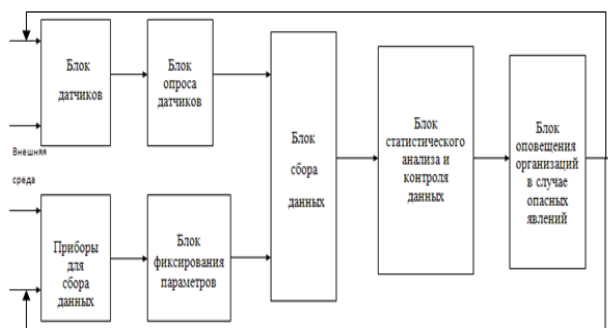 Блок
датчиков
Блок
опроса
датчиков
Внешняя
среда
Приборы
для
сбора
данных
Блок
фиксирования
параметров
Блок
сбора
данных
Блок
статистического
анализа и
контроля
данных
Блок
оповещения
организаций
в случае
опасных
явлений